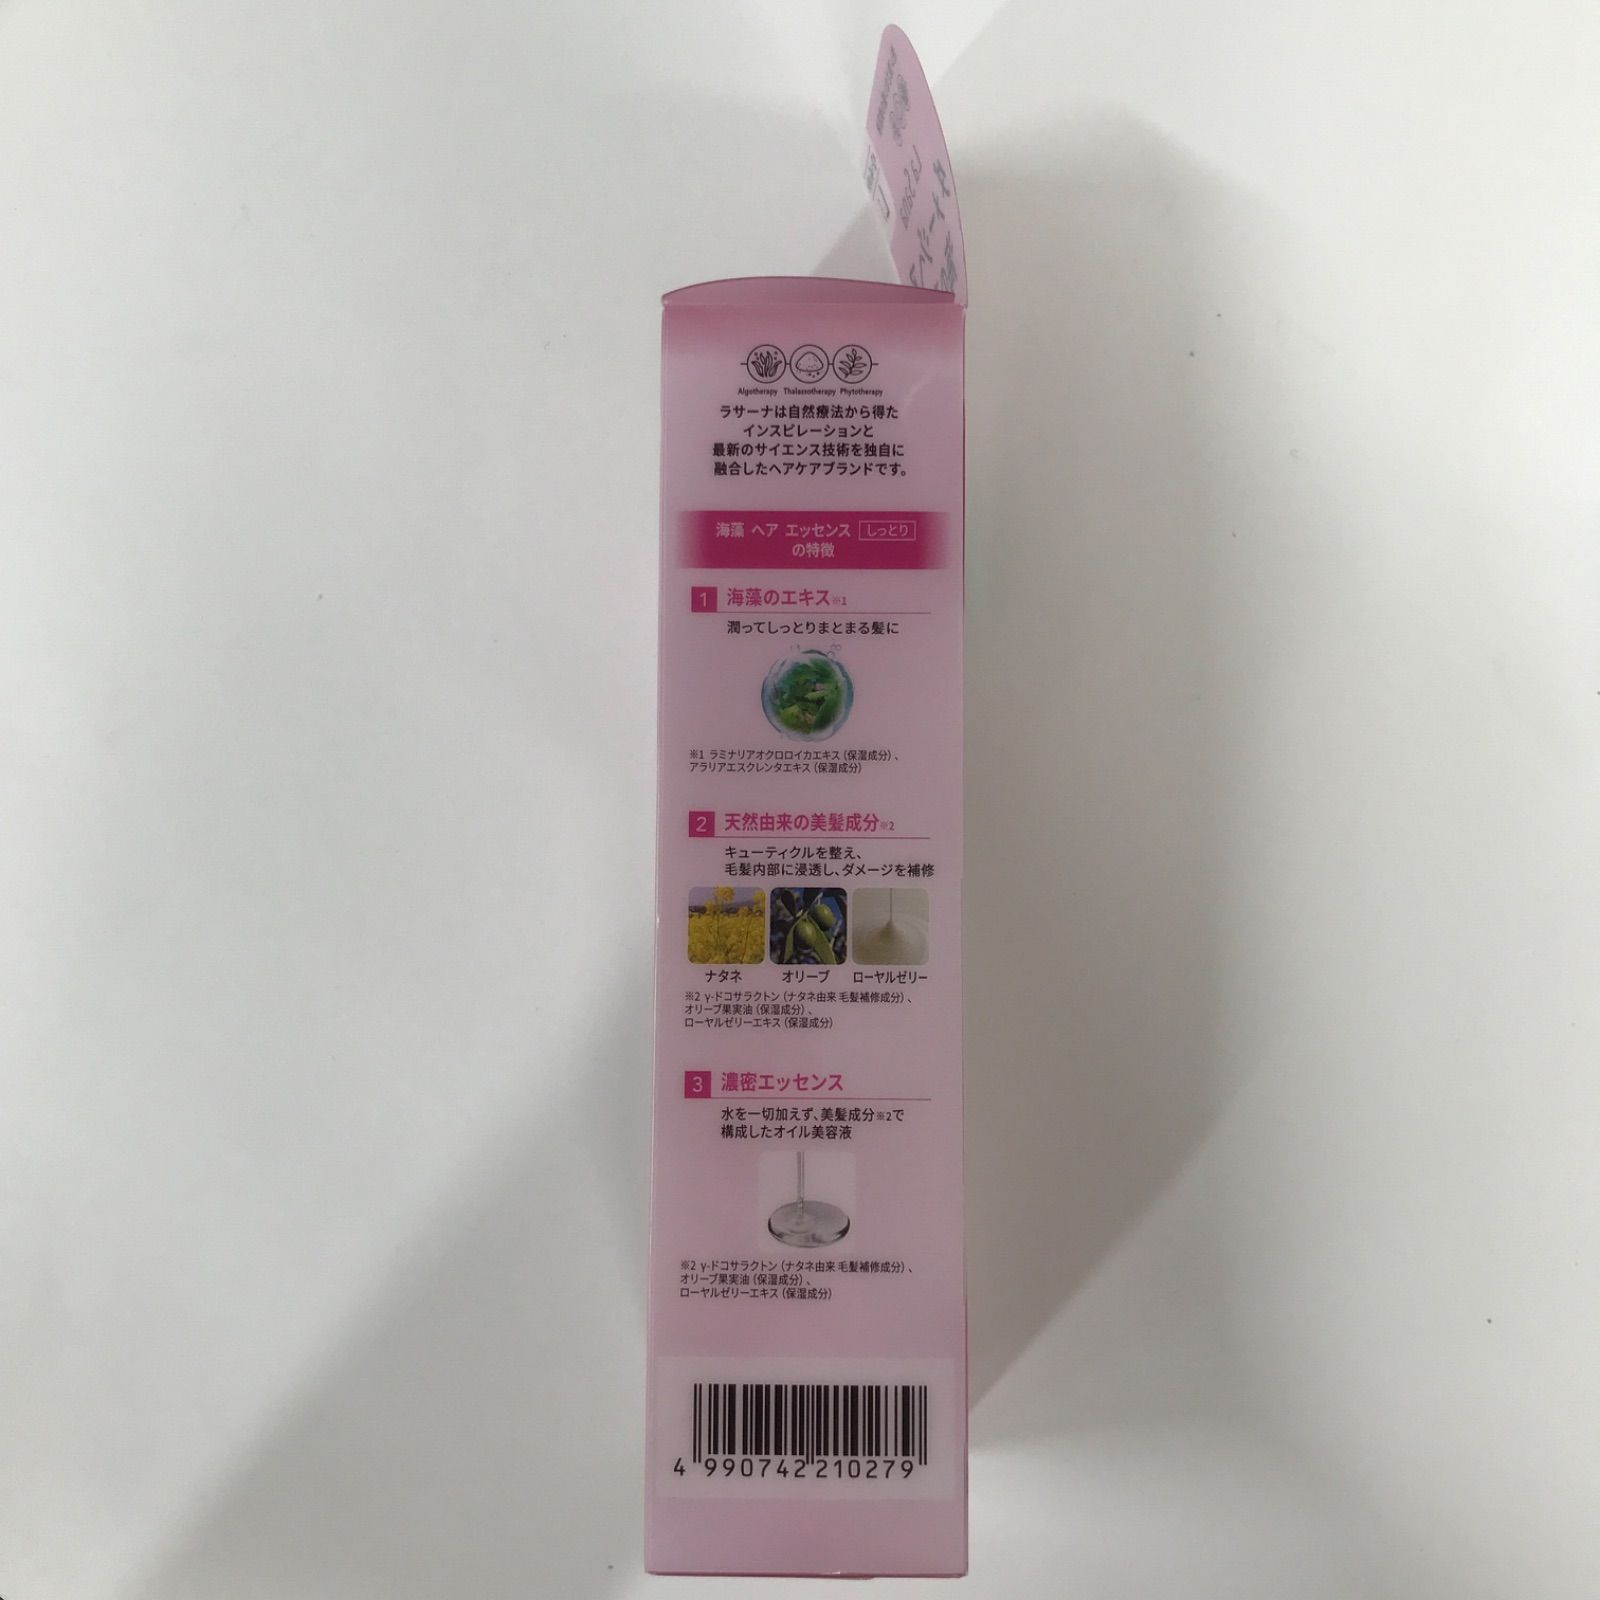 Algotherapy Thalassotherapy Phytotherapy
ラサーナは自然療法から得た
インスピレーションと
最新のサイエンス技術を独自に
融合したヘアケアブランドです。
海藻 ヘア エッセンス しっとり
の特徴
1 海藻のエキス※1
潤ってしっとりまとまる髪に
※1 ラミナリアオクロロイカエキス（保湿成分）、
アラリアエスクレンタエキス（保湿成分）
2 天然由来の美髪成分※2
キューティクルを整え、
毛髪内部に浸透し、ダメージを補修
ナタネ オリーブ ローヤルゼリー
※2 γ-ドコサラクトン（ナタネ由来 毛髪補修成分）、
オリーブ果実油（保湿成分）、
ローヤルゼリーエキス（保湿成分）
3 濃密エッセンス
水を一切加えず、美髪成分※2で
構成したオイル美容液
※2 γ-ドコサラクトン（ナタネ由来 毛髪補修成分）、
オリーブ果実油（保湿成分）、
ローヤルゼリーエキス（保湿成分）
4 990742 210279